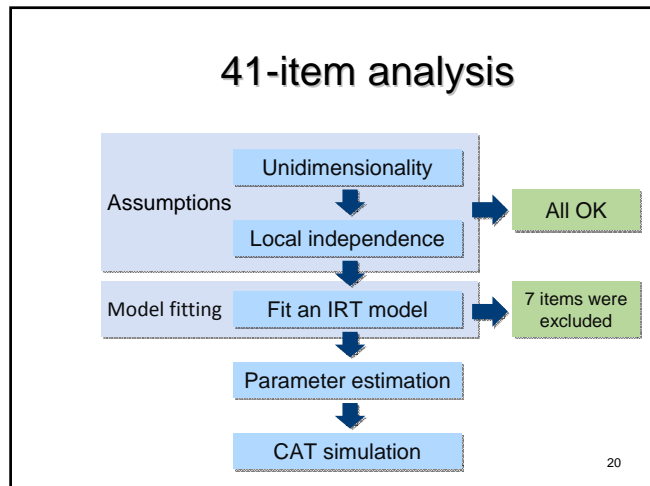 41-item analysis
Unidimensionality
Assumptions
All OK
Local independence
Model fitting
Fit an IRT model
7 items were
excluded
Parameter estimation
CAT simulation
20